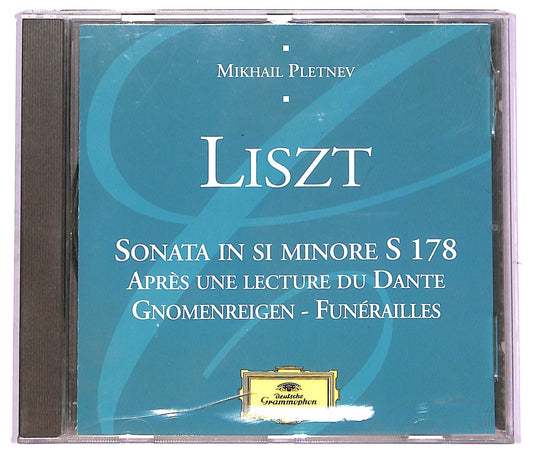 MIKHAIL PLETNEV
LISZT
SONATA IN SI MINORE S 178
APRÈS UNE LECTURE DU DANTE
GNOMENREIGEN - FUNÉRAILLES
Deutsche
Grammophon